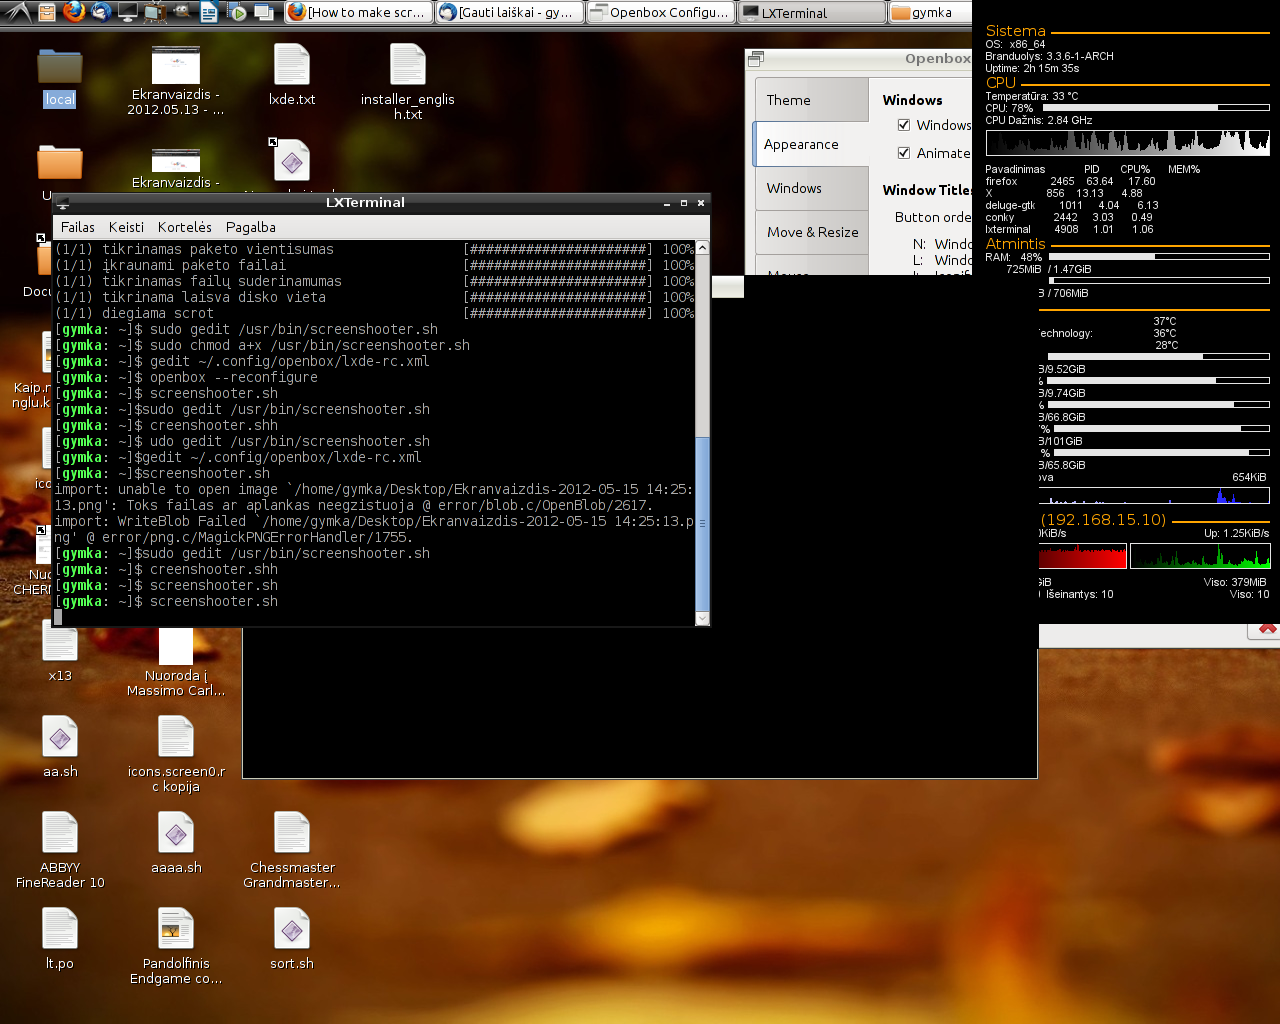 [How to make scr...
[Gauti laiškai - gy...
Openbox Configu...
LXTerminal
gymka
local
Ekranvaizdis -
2012.05.13 - ...
lxde.txt
installer_englis
h.txt
Ekranvaizdis -
Openbox
Theme
Appearance
Windows
Move & Resize
Windows
Windows
Animate
Window Titles
Button orde
N: Windo
L: Windo
Sistema
OS: x86_64
Branduolys: 3.3.6-1-ARCH
Uptime: 2h 15m 35s
CPU
Temperatūra: 33 °C
CPU: 78%
CPU Dažnis: 2.84 GHz
Pavadinimas PID CPU% MEM%
firefox 2465 63.64 17.60
X 856 13.13 4.88
deluge-gtk 1011 4.04 6.13
conky 2442 3.03 0.49
lxterminal 4908 1.01 1.06
Atmintis
RAM: 48%
725MiB / 1.47GiB
/ 706MiB
37°C
Technology: 36°C
28°C
B/9.52GiB
%
B/9.74GiB
%
B/66.8GiB
%
B/101GiB
%
B/65.8GiB
ova 654KiB
(192.168.15.10)
KiB/s Up: 1.25KiB/s
GiB Viso: 379MiB
Išeinantys: 10 Viso: 10
LXTerminal
Failas Keisti Kortelės Pagalba
(1/1) tikrinamas paketo vientisumas [######################] 100%
(1/1) įkraunami paketo failai [######################] 100%
(1/1) tikrinamas failų suderinamumas [######################] 100%
(1/1) tikrinama laisva disko vieta [######################] 100%
(1/1) diegiama scrot [######################] 100%
[gymka: ~]$ sudo gedit /usr/bin/screenshooter.sh
[gymka: ~]$ sudo chmod a+x /usr/bin/screenshooter.sh
[gymka: ~]$ gedit ~/.config/openbox/lxde-rc.xml
[gymka: ~]$ openbox --reconfigure
[gymka: ~]$ screenshooter.sh
[gymka: ~]$sudo gedit /usr/bin/screenshooter.sh
[gymka: ~]$ creenshooter.shh
[gymka: ~]$ udo gedit /usr/bin/screenshooter.sh
[gymka: ~]$gedit ~/.config/openbox/lxde-rc.xml
[gymka: ~]$screenshooter.sh
import: unable to open image `/home/gymka/Desktop/Ekranvaizdis-2012-05-15 14:25:
13.png': Toks failas ar aplankas neegzistuoja @ error/blob.c/OpenBlob/2617.
import: WriteBlob Failed `/home/gymka/Desktop/Ekranvaizdis-2012-05-15 14:25:13.p
ng' @ error/png.c/MagickPNGErrorHandler/1755.
[gymka: ~]$sudo gedit /usr/bin/screenshooter.sh
[gymka: ~]$ creenshooter.shh
[gymka: ~]$ screenshooter.sh
[gymka: ~]$ screenshooter.sh
Docu
Kaip.r
nglu.k
ico
Nuo
CHER
x13
Nuoroda į
Massimo Carl...
aa.sh
icons.screen0.r
c kopija
ABBYY
FineReader 10
aaaa.sh
Chessmaster
Grandmaster...
lt.po
Pandolfinis
Endgame co...
sort.sh